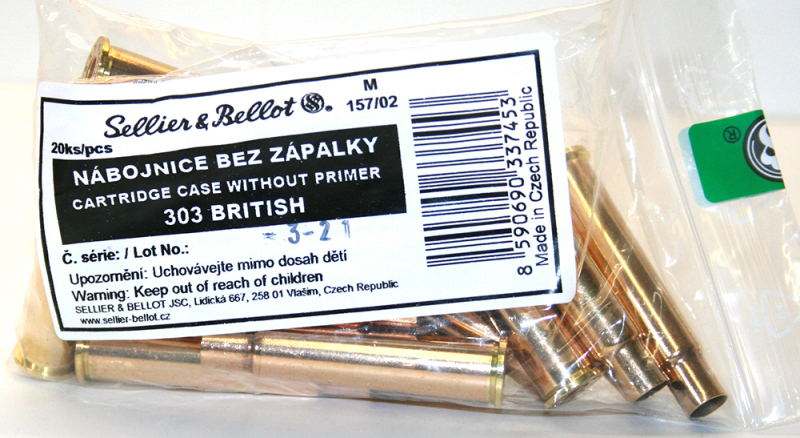 Sellier & Bellot ®.
M
157/02
20ks/pcs
NÁBOJNICE BEZ ZÁPALKY
CARTRIDGE CASE WITHOUT PRIMER
303 BRITISH
3-21
Č. série: / Lot No.:
Upozornění: Uchovávejte mimo dosah dětí
Warning: Keep out of reach of children
SELLIER & BELLOT JSC, Lidická 667, 258 01 Vlašim, Czech Republic
www.sellier-bellot.cz
8 590690 337453
Made in Czech Republic
®